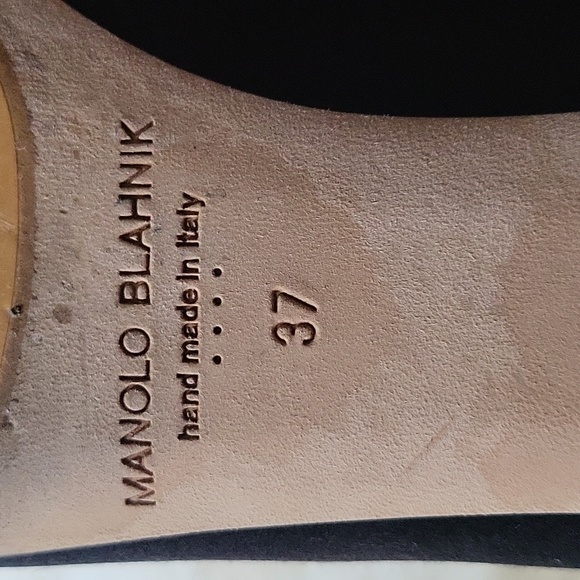 MANOLO BLAHNIK
hand made in Italy
• • • •
37